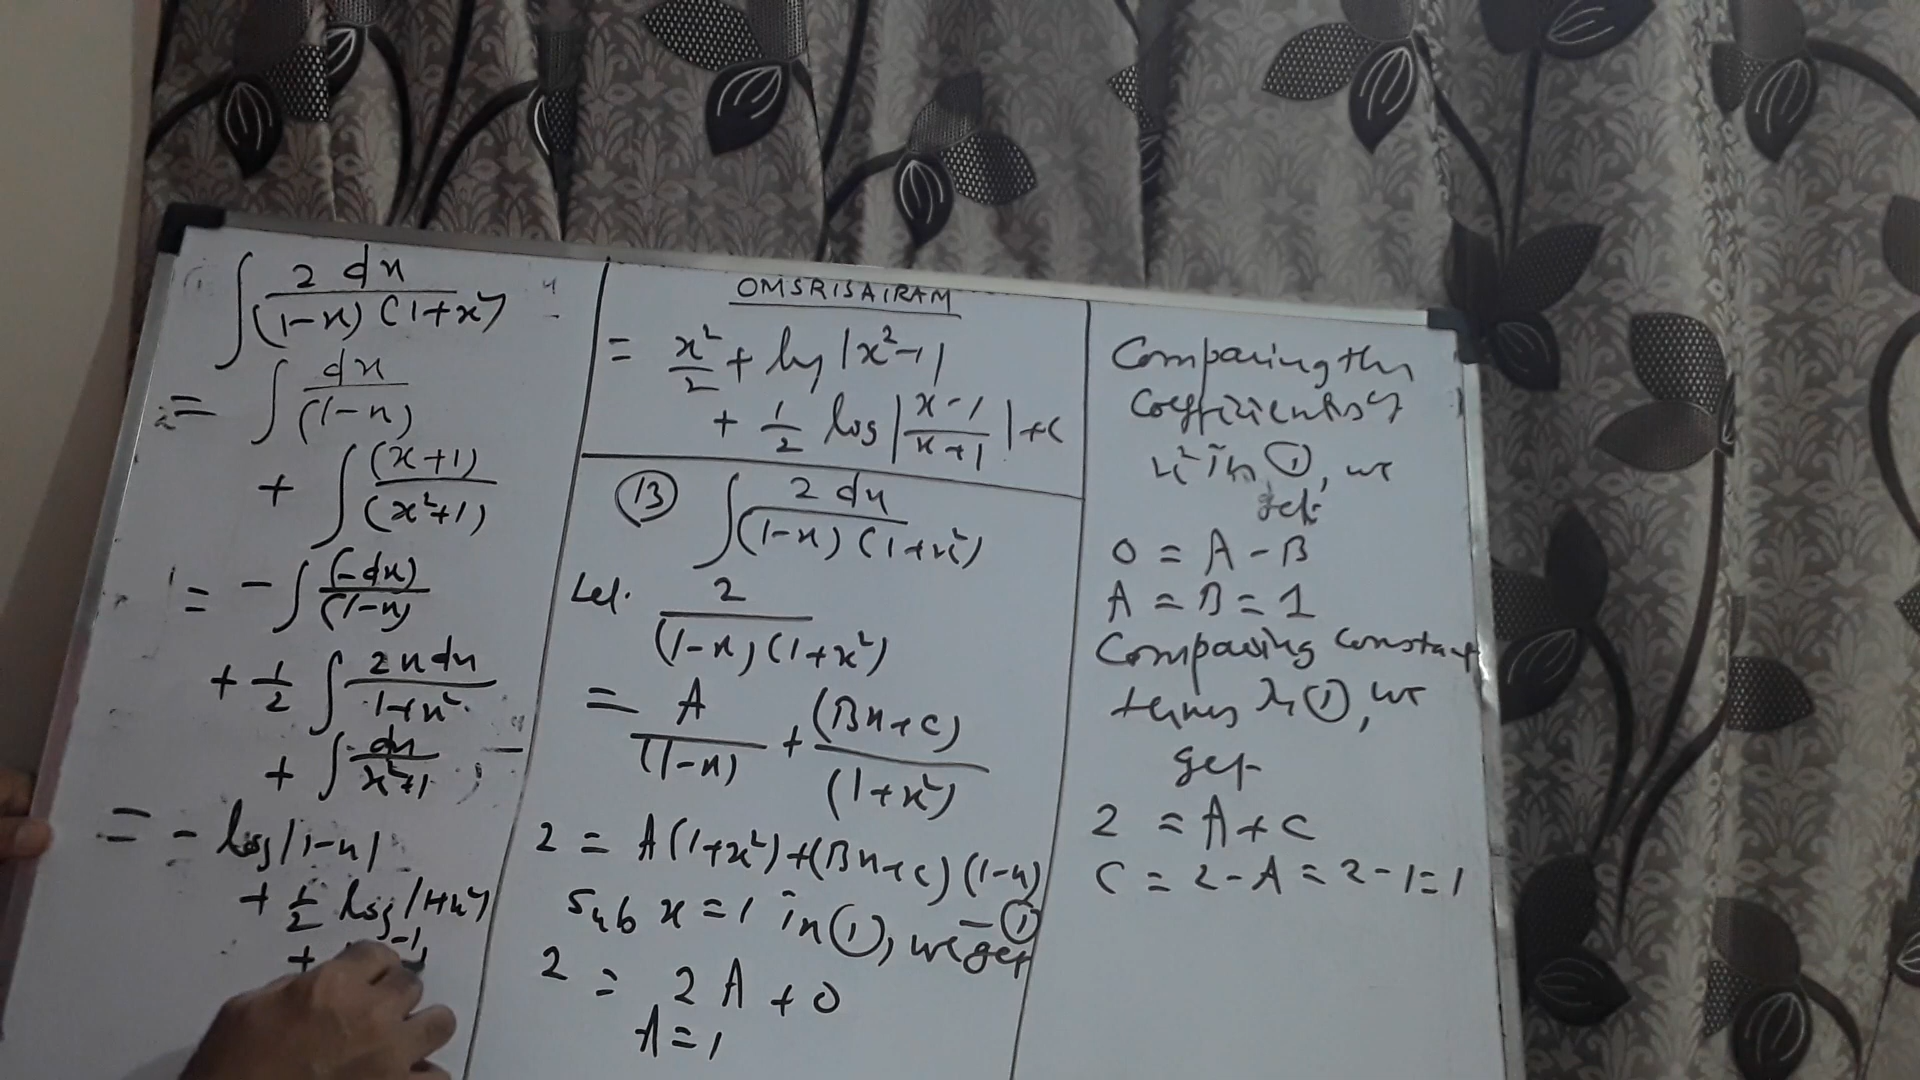 OMSRISAIRAM
= x²/2 + log |x²-1|
+ 1/2 log |x-1/x+1| + c
(13) ∫ 2 dx / (1-x) (1+x²)
Let. 2 / (1-x) (1+x²)
= A / (1-x) + (Bx+C) / (1+x²)
2 = A(1+x²)+(Bx+C) (1-x)
- (1)
Sub x=1 in (1), we get
2 = 2A + 0
A=1
Comparing the
Coefficients of
x² in (1), we
get
0 = A - B
A = B = 1
Comparing constant
terms in (1), we
get
2 = A + C
C = 2-A = 2-1=1
∫ 2 dx / (1-x) (1+x²)
= ∫ dx / (1-x)
+ ∫ (x+1) / (x²+1)
= - ∫ (-dx) / (1-x)
+ 1/2 ∫ 2x dx / 1+x²
+ ∫ dx / x²+1
= - log |1-x|
+ 1/2 log |1+x²|
+